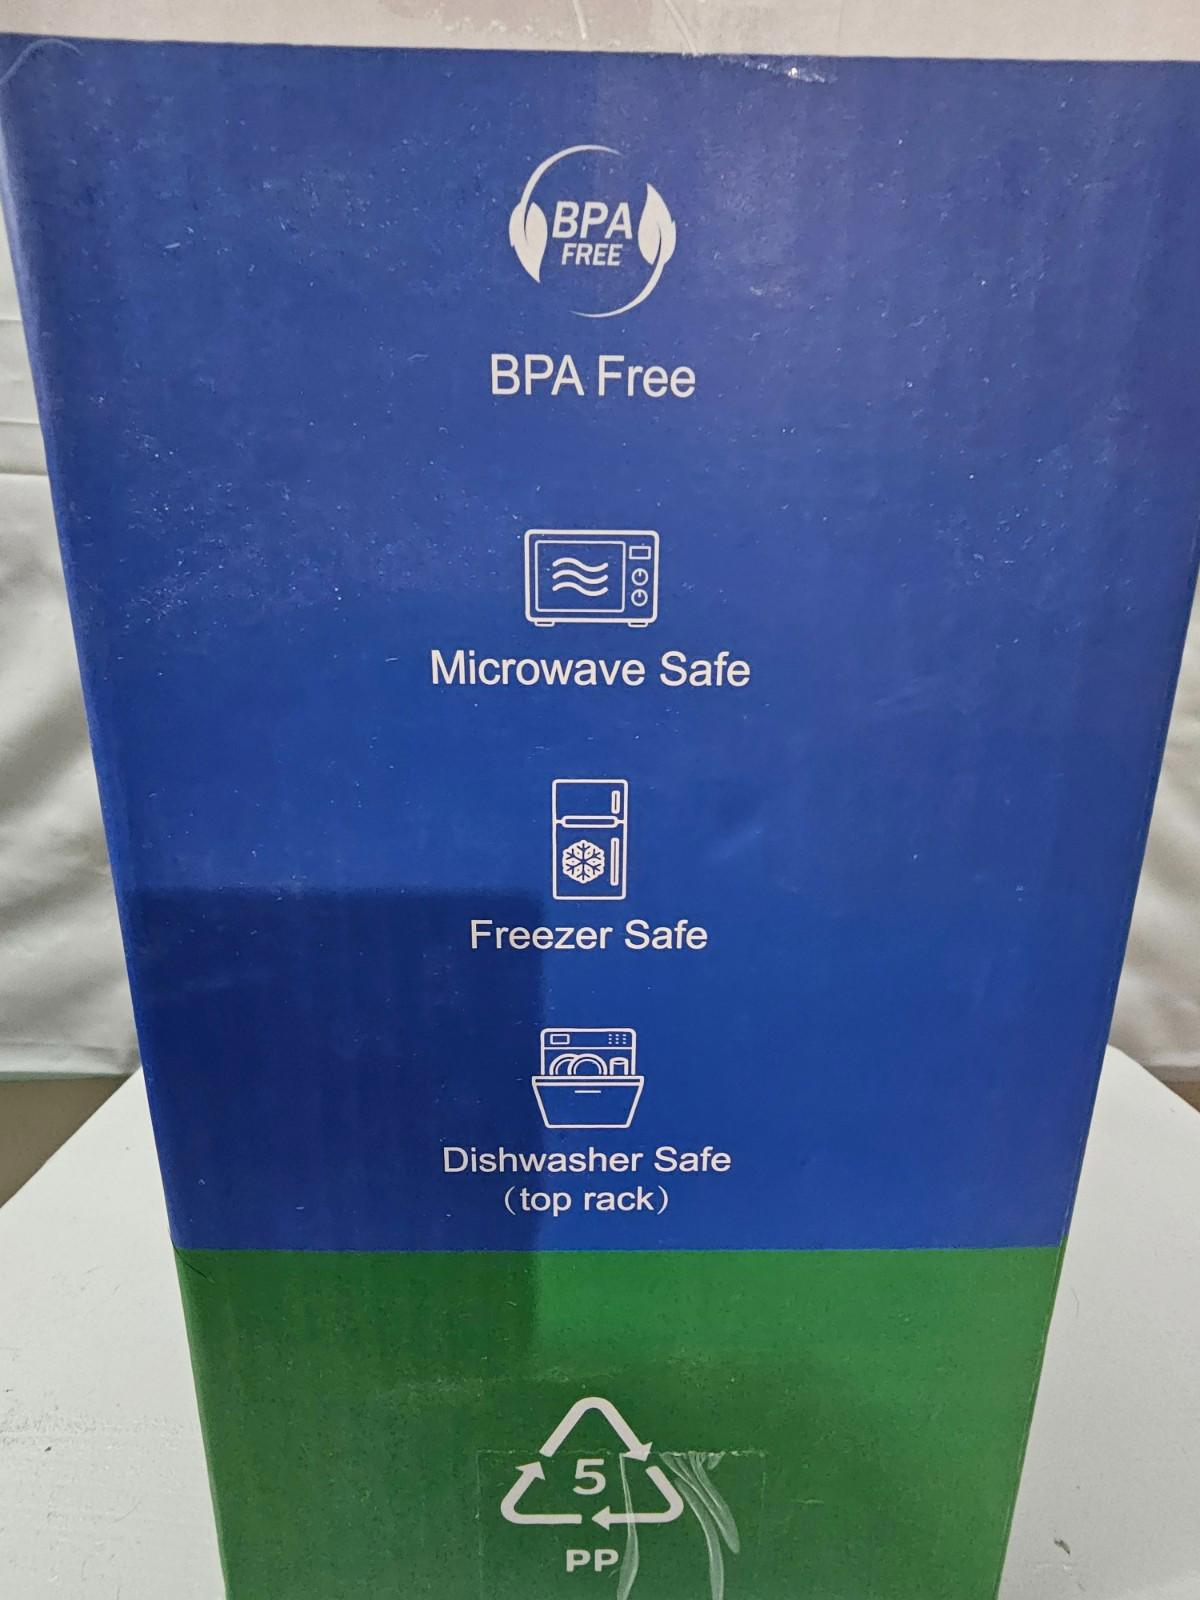 BPA
FREE
BPA Free
Microwave Safe
Freezer Safe
Dishwasher Safe
（top rack）
5
PP